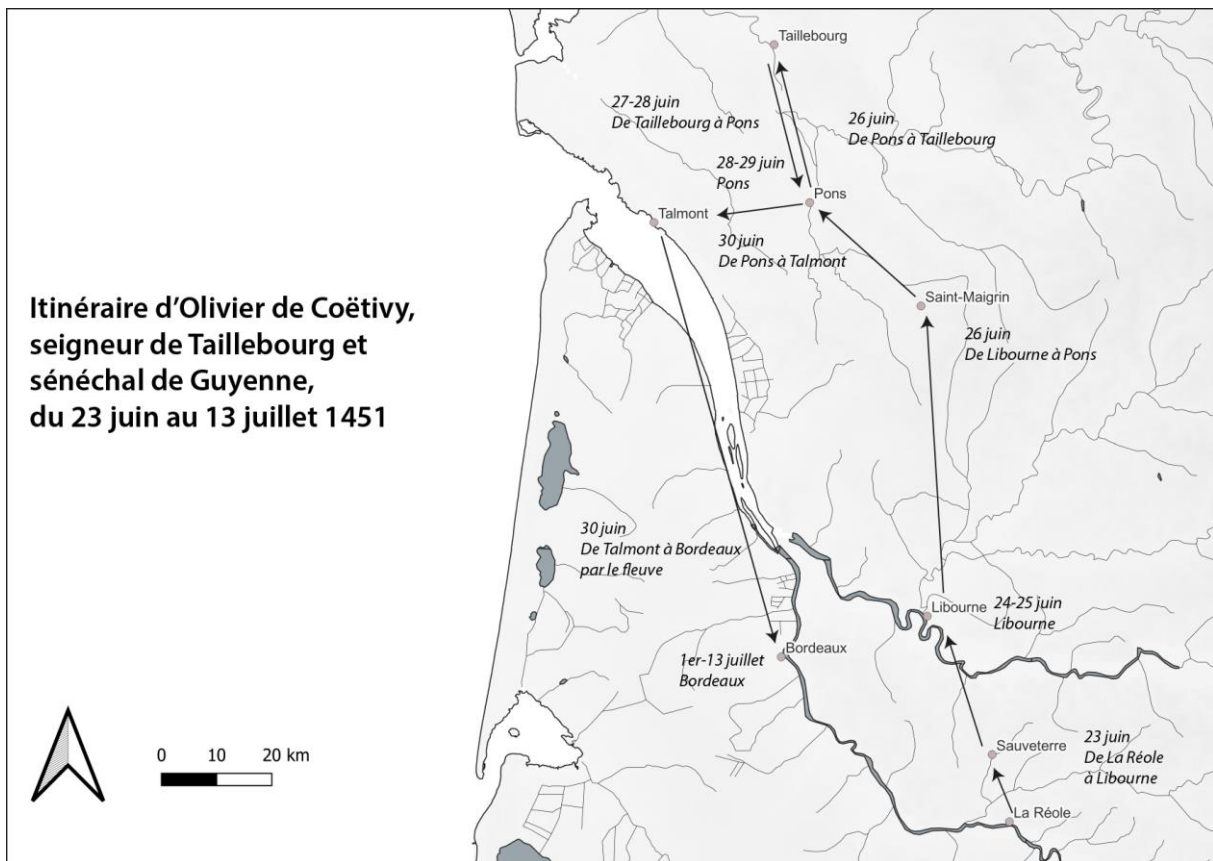 Taillebourg
27-28 juin
De Taillebourg à Pons
26 juin
De Pons à Taillebourg
28-29 juin
Pons
Pons
Talmont
30 juin
De Pons à Talmont
Itinéraire d'Olivier de Coëtivy,
seigneur de Taillebourg et
sénéchal de Guyenne,
du 23 juin au 13 juillet 1451
Saint-Maigrin
26 juin
De Libourne à Pons
30 juin
De Talmont à Bordeaux
par le fleuve
Libourne
24-25 juin
Libourne
1er-13 juillet
Bordeaux
Bordeaux
Sauveterre
23 juin
De La Réole
à Libourne
La Réole
0 10 20 km